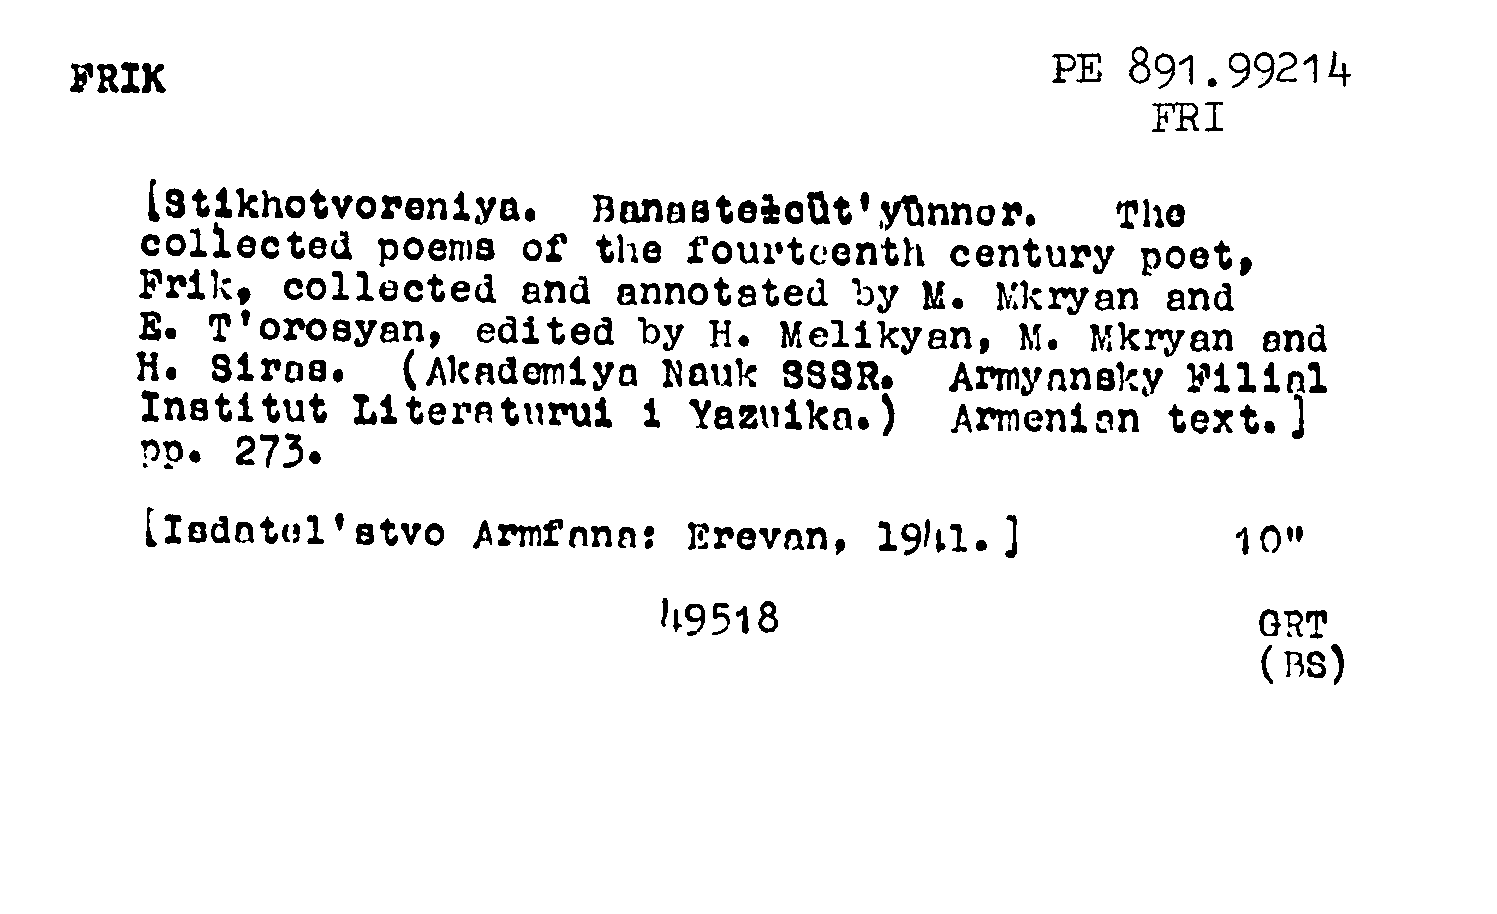 FRIK
PE 891.99214
FRI
[Stikhotvoreniya. Banastełcūt'yūnner. The
collected poems of the fourteenth century poet,
Frik, collected and annotated by M. Mkryan and
E. T'orosyan, edited by H. Melikyan, M. Mkryan and
H. Siras. (Akademiya Nauk SSSR. Armyansky Filial
Institut Literaturui i Yazuika.) Armenian text.]
pp. 273.
[Isdatel'stvo Armfana: Erevan, 1941.]
10"
49518
GRT
(BS)